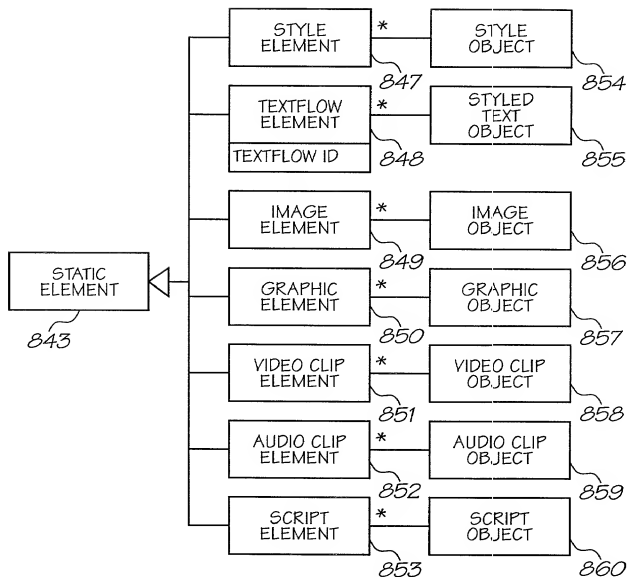 STYLE
ELEMENT
*
STYLE
OBJECT
847
854
TEXTFLOW
ELEMENT
TEXTFLOW ID
*
STYLED
TEXT
OBJECT
848
855
IMAGE
ELEMENT
*
IMAGE
OBJECT
849
856
STATIC
ELEMENT
843
GRAPHIC
ELEMENT
*
GRAPHIC
OBJECT
850
857
VIDEO CLIP
ELEMENT
*
VIDEO CLIP
OBJECT
851
858
AUDIO CLIP
ELEMENT
*
AUDIO CLIP
OBJECT
852
859
SCRIPT
ELEMENT
*
SCRIPT
OBJECT
853
860